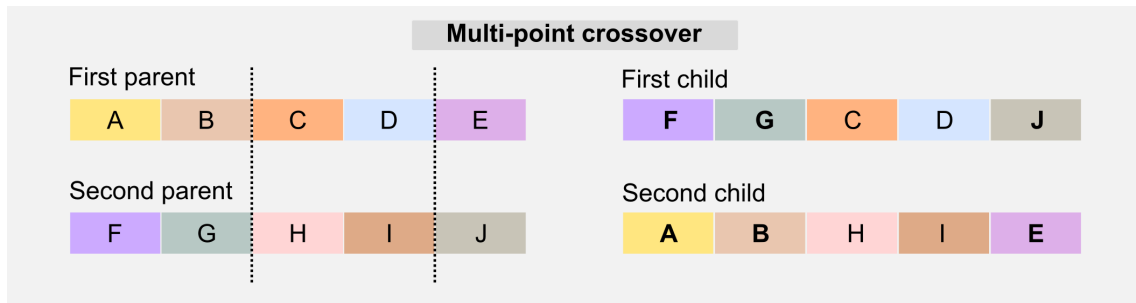 Multi-point crossover
First parent
A B C D E
Second parent
F G H I J
First child
F G C D J
Second child
A B H I E